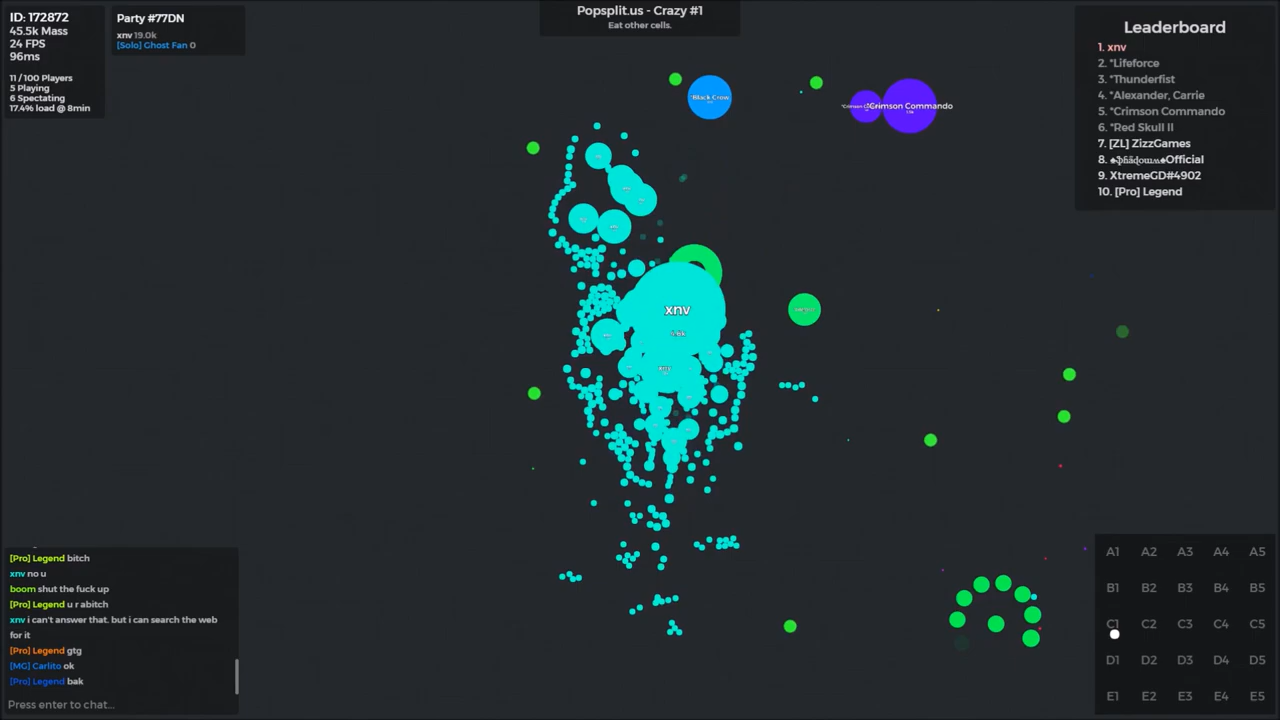 ID: 172872
45.5k Mass
24 FPS
96ms
11 / 100 Players
5 Playing
6 Spectating
17.4% load @ 8min
Party #77DN
xnv 19.0k
[Solo] Ghost Fan 0
Popsplit.us - Crazy #1
Eat other cells.
Leaderboard
1. xnv
2. *Lifeforce
3. *Thunderfist
4. *Alexander, Carrie
5. *Crimson Commando
6. *Red Skull II
7. [ZL] ZizzGames
9. XtremeGD#4902
10. [Pro] Legend
*Black Crow
*Crimson Commando
xnv
xnv
[Pro] Legend bitch
xnv no u
boom shut the fuck up
[Pro] Legend u r abitch
xnv i can't answer that. but i can search the web
for it
[Pro] Legend gtg
[MG] Carlito ok
[Pro] Legend bak
Press enter to chat...
A1 A2 A3 A4 A5
B1 B2 B3 B4 B5
C1 C2 C3 C4 C5
D1 D2 D3 D4 D5
E1 E2 E3 E4 E5